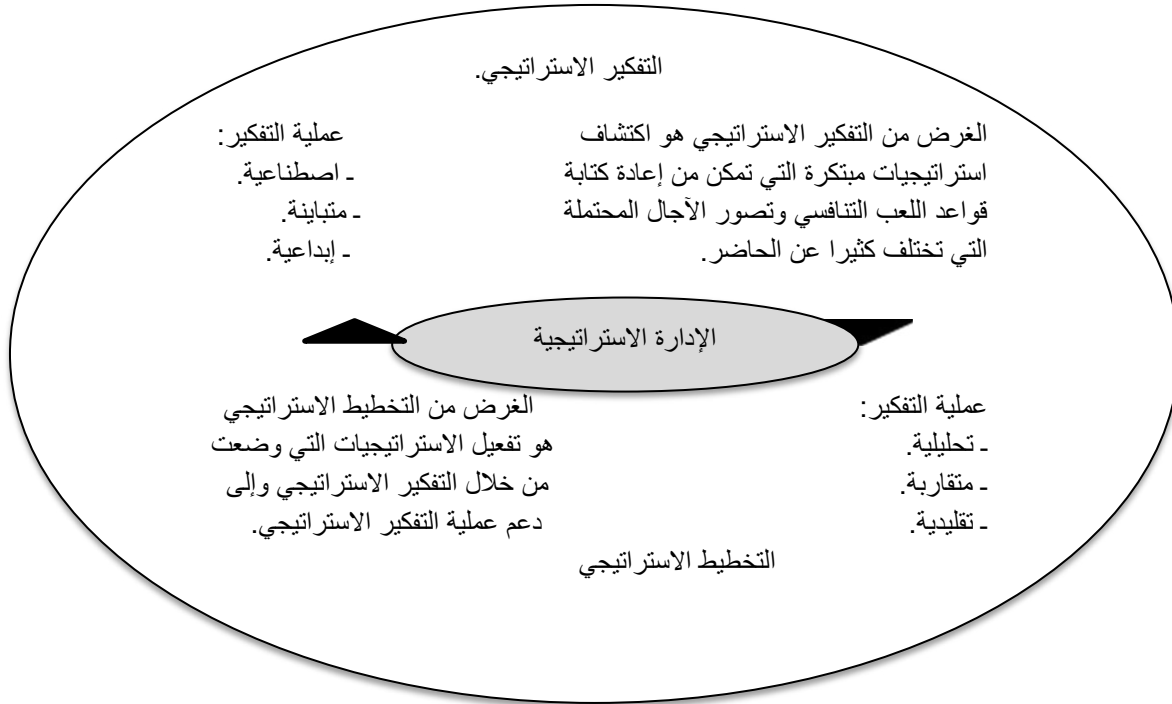 التفكير الاستراتيجي.
الغرض من التفكير الاستراتيجي هو اكتشاف
استراتيجيات مبتكرة التي تمكن من إعادة كتابة
قواعد اللعب التنافسي وتصور الآجال المحتملة
التي تختلف كثيرا عن الحاضر.
عملية التفكير:
ـ اصطناعية.
ـ متباينة.
ـ إبداعية.
الإدارة الاستراتيجية
عملية التفكير:
ـ تحليلية.
ـ متقاربة.
ـ تقليدية.
الغرض من التخطيط الاستراتيجي
هو تفعيل الاستراتيجيات التي وضعت
من خلال التفكير الاستراتيجي وإلى
دعم عملية التفكير الاستراتيجي.
التخطيط الاستراتيجي